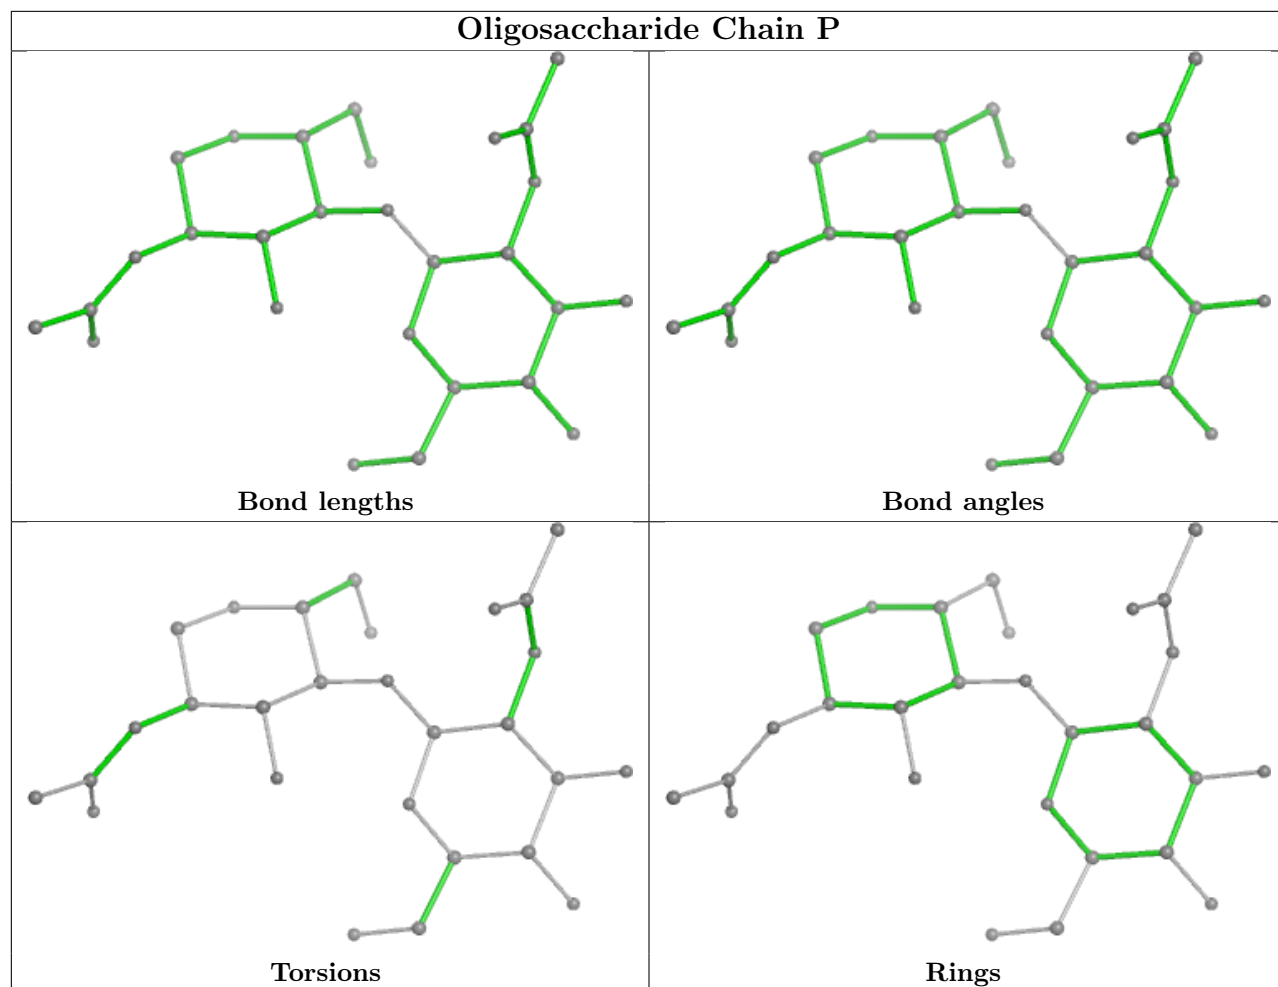 Oligosaccharide Chain P
Bond lengths
Bond angles
Torsions
Rings